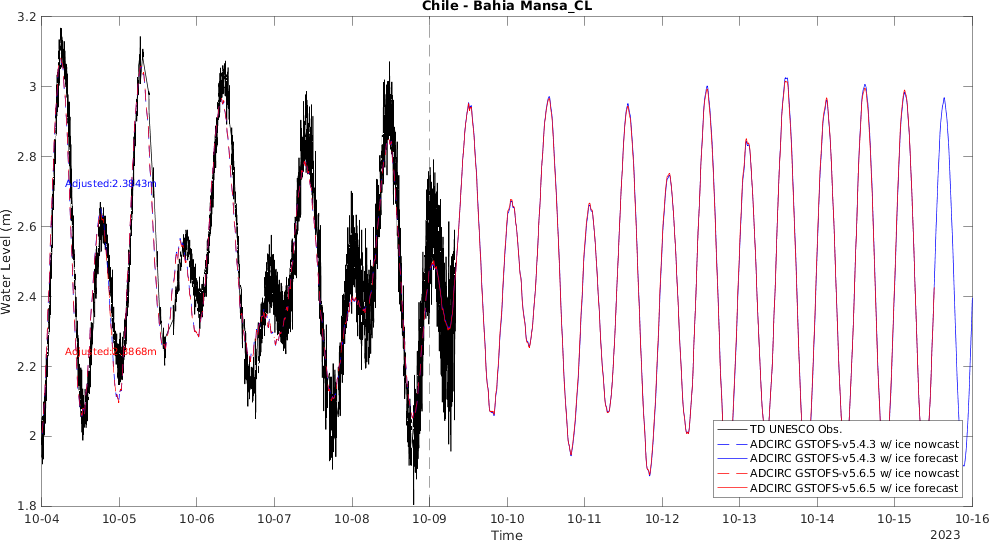 Chile - Bahia Mansa_CL
3.2
3
2.8
2.6
2.4
2.2
2
1.8
Water Level (m)
Adjusted:2.3843m
Adjusted:2.3868m
TD UNESCO Obs.
ADCIRC GSTOFS-v5.4.3 w/ ice nowcast
ADCIRC GSTOFS-v5.4.3 w/ ice forecast
ADCIRC GSTOFS-v5.6.5 w/ ice nowcast
ADCIRC GSTOFS-v5.6.5 w/ ice forecast
10-04 10-05 10-06 10-07 10-08 10-09 10-10 10-11 10-12 10-13 10-14 10-15 10-16
Time
2023